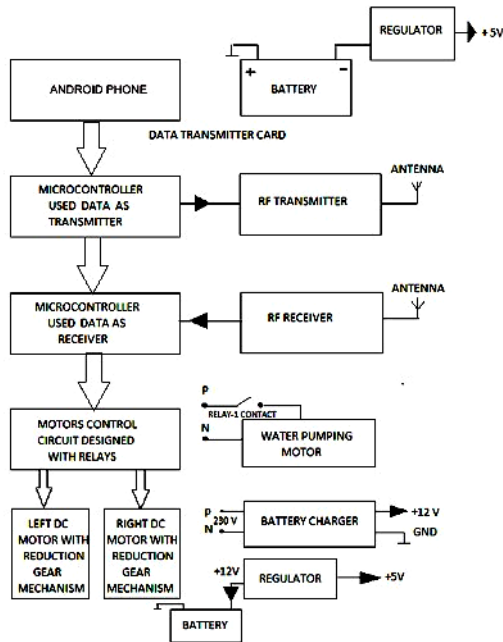 REGULATOR
+ 5V
+ −
BATTERY
ANDROID PHONE
DATA TRANSMITTER CARD
MICROCONTROLLER
USED DATA AS
TRANSMITTER
RF TRANSMITTER
ANTENNA
MICROCONTROLLER
USED DATA AS
RECEIVER
RF RECEIVER
ANTENNA
MOTORS CONTROL
CIRCUIT DESIGNED
WITH RELAYS
P
RELAY-1 CONTACT
N
WATER PUMPING
MOTOR
LEFT DC
MOTOR WITH
REDUCTION
GEAR
MECHANISM
RIGHT DC
MOTOR WITH
REDUCTION
GEAR
MECHANISM
P
230 V
N
BATTERY CHARGER
+12 V
GND
+12V
REGULATOR
+5V
BATTERY